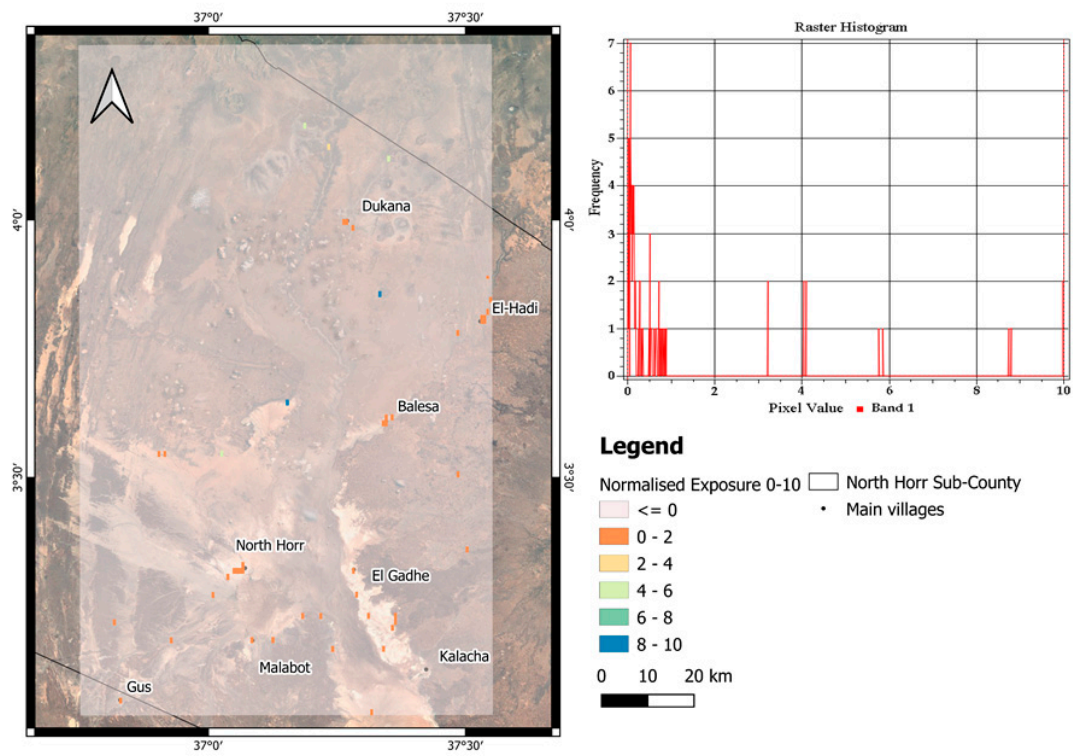 37°0′ 37°30′
4°0′ 4°0′
3°30′ 3°30′
Dukana
El-Hadi
Balesa
North Horr
El Gadhe
Malabot
Kalacha
Gus
37°0′ 37°30′
Raster Histogram
Frequency
7
6
5
4
3
2
1
0
0 2 4 6 8 10
Pixel Value Band 1
Legend
Normalised Exposure 0-10 North Horr Sub-County
<= 0 Main villages
0 - 2
2 - 4
4 - 6
6 - 8
8 - 10
0 10 20 km